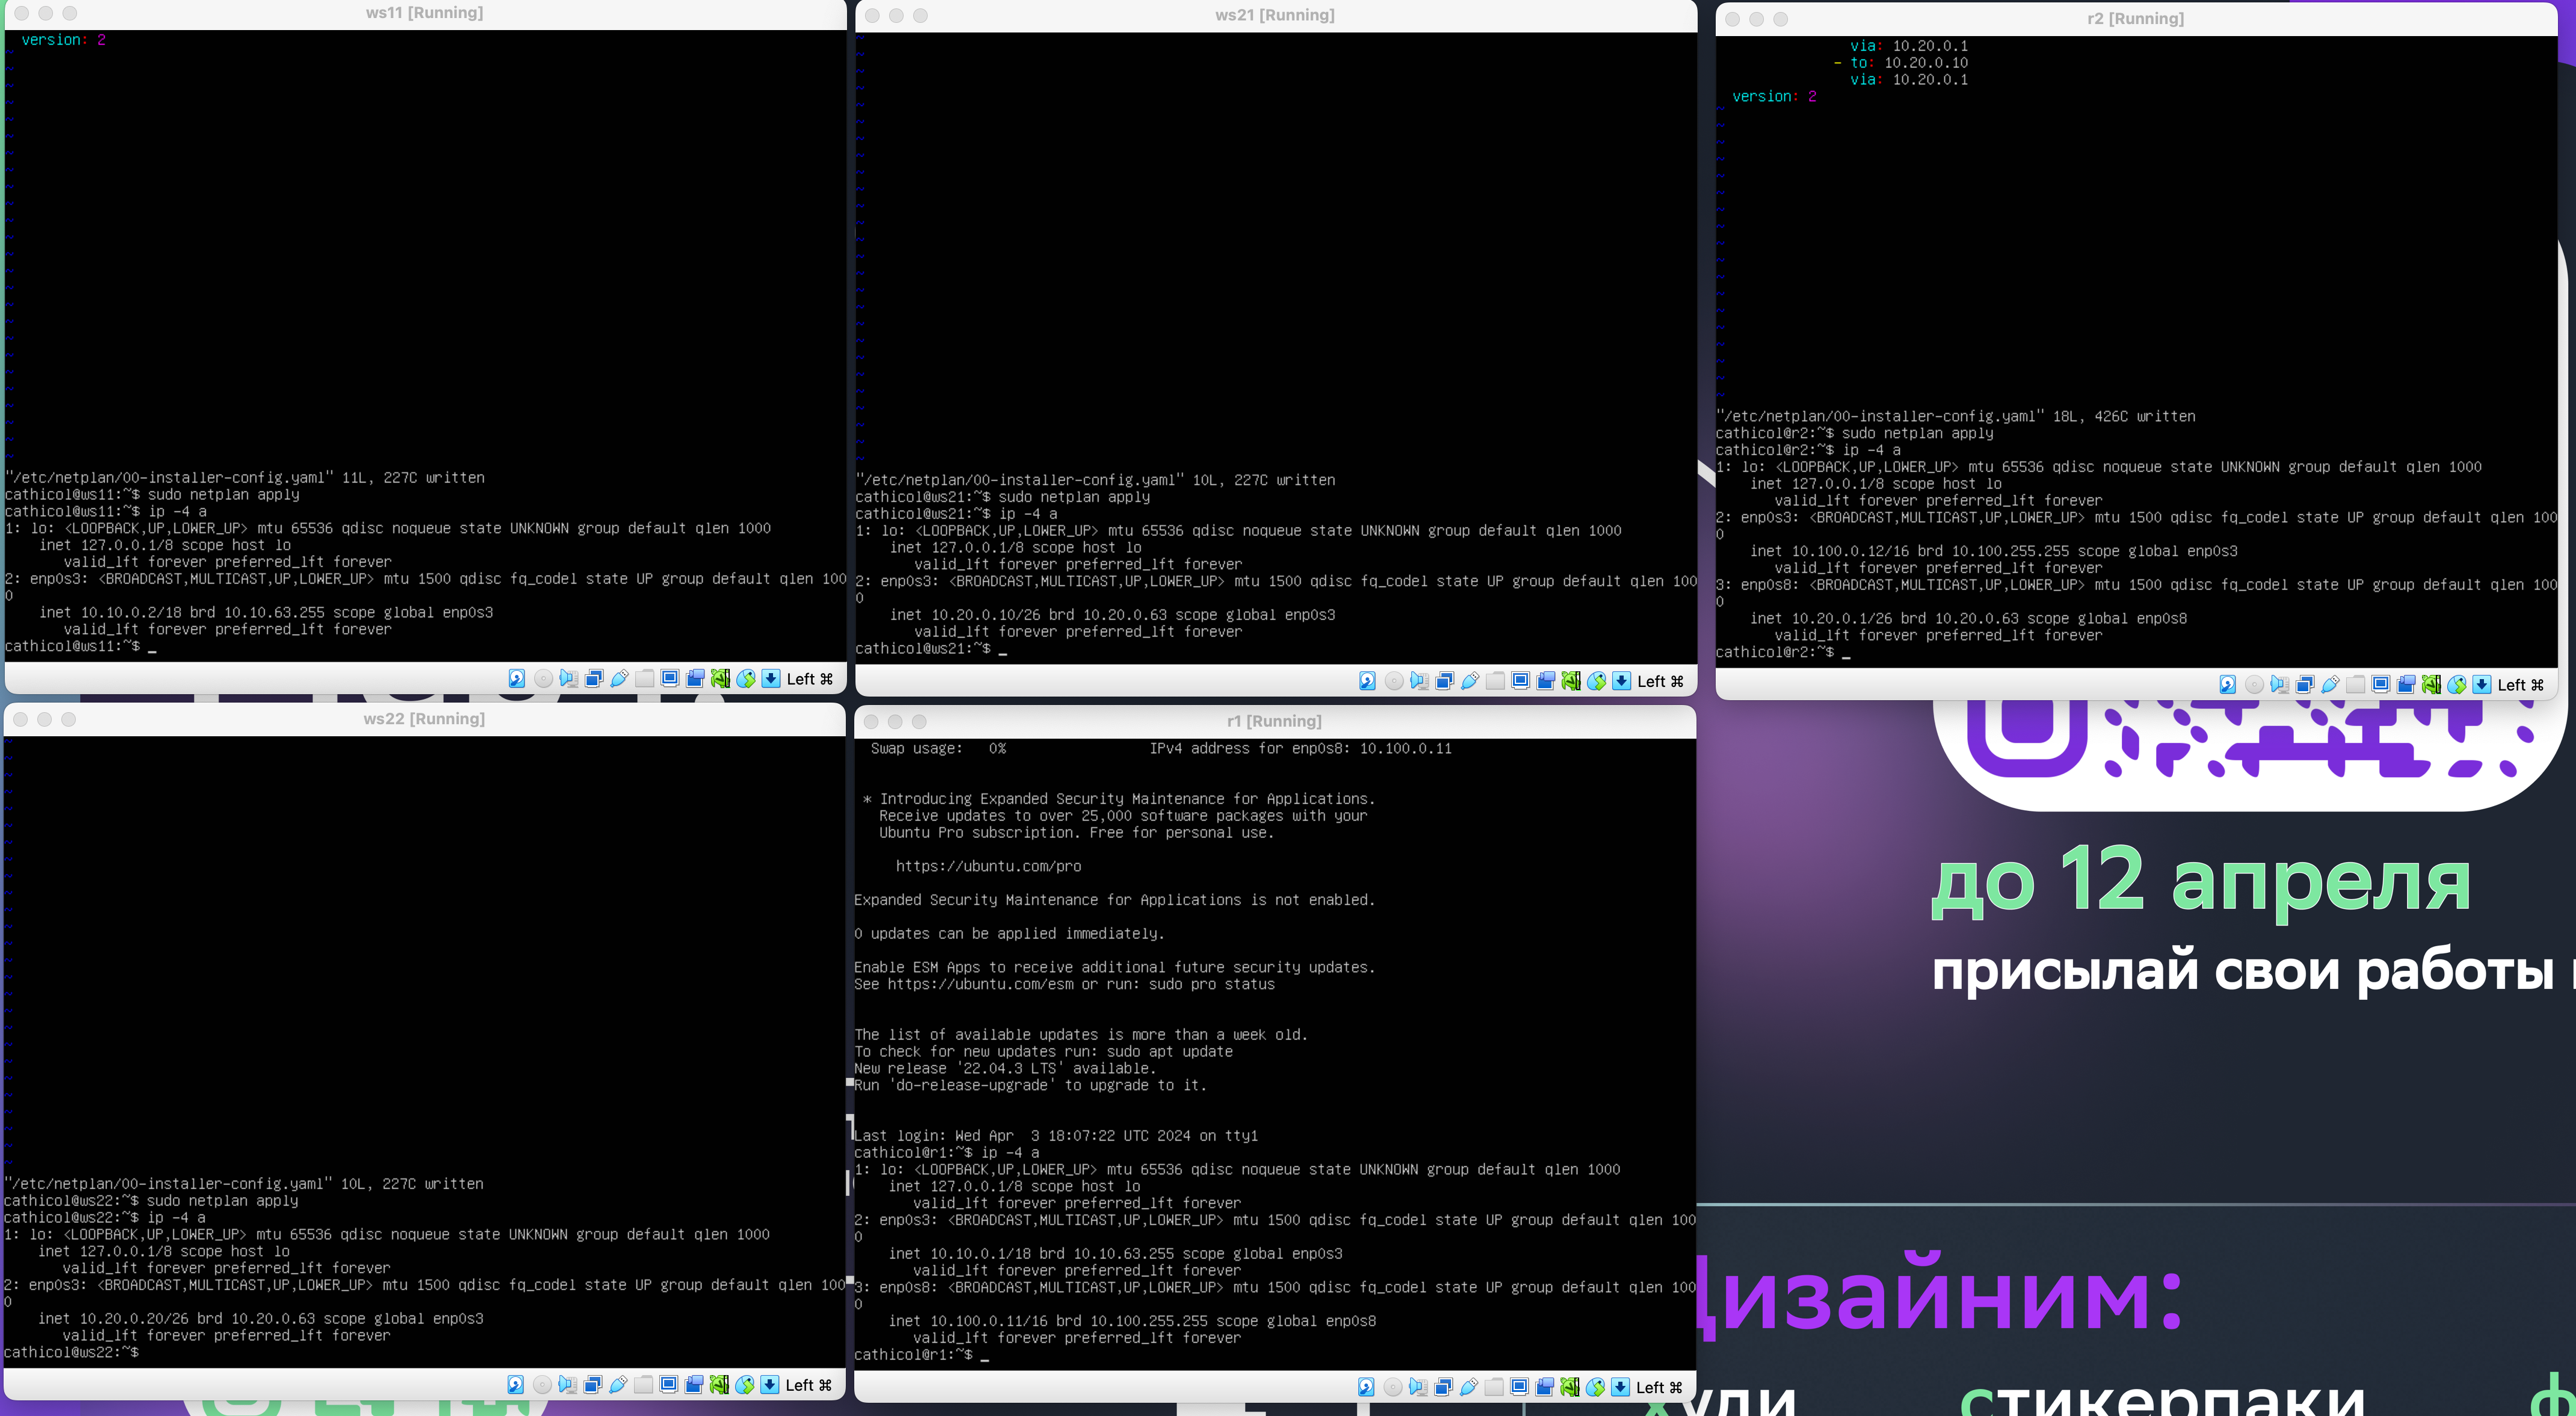 ws11 [Running]
version: 2
"/etc/netplan/00-installer-config.yaml" 11L, 227C written
cathicol@ws11:~$ sudo netplan apply
cathicol@ws11:~$ ip -4 a
1: lo: <LOOPBACK,UP,LOWER_UP> mtu 65536 qdisc noqueue state UNKNOWN group default qlen 1000
inet 127.0.0.1/8 scope host lo
valid_lft forever preferred_lft forever
2: enp0s3: <BROADCAST,MULTICAST,UP,LOWER_UP> mtu 1500 qdisc fq_codel state UP group default qlen 100
0
inet 10.10.0.2/18 brd 10.10.63.255 scope global enp0s3
valid_lft forever preferred_lft forever
cathicol@ws11:~$ _
Left ⌘
ws21 [Running]
"/etc/netplan/00-installer-config.yaml" 10L, 227C written
cathicol@ws21:~$ sudo netplan apply
cathicol@ws21:~$ ip -4 a
1: lo: <LOOPBACK,UP,LOWER_UP> mtu 65536 qdisc noqueue state UNKNOWN group default qlen 1000
inet 127.0.0.1/8 scope host lo
valid_lft forever preferred_lft forever
2: enp0s3: <BROADCAST,MULTICAST,UP,LOWER_UP> mtu 1500 qdisc fq_codel state UP group default qlen 100
0
inet 10.20.0.10/26 brd 10.20.0.63 scope global enp0s3
valid_lft forever preferred_lft forever
cathicol@ws21:~$ _
Left ⌘
r2 [Running]
via: 10.20.0.1
- to: 10.20.0.10
via: 10.20.0.1
version: 2
"/etc/netplan/00-installer-config.yaml" 18L, 426C written
cathicol@r2:~$ sudo netplan apply
cathicol@r2:~$ ip -4 a
1: lo: <LOOPBACK,UP,LOWER_UP> mtu 65536 qdisc noqueue state UNKNOWN group default qlen 1000
inet 127.0.0.1/8 scope host lo
valid_lft forever preferred_lft forever
2: enp0s3: <BROADCAST,MULTICAST,UP,LOWER_UP> mtu 1500 qdisc fq_codel state UP group default qlen 100
0
inet 10.100.0.12/16 brd 10.100.255.255 scope global enp0s3
valid_lft forever preferred_lft forever
3: enp0s8: <BROADCAST,MULTICAST,UP,LOWER_UP> mtu 1500 qdisc fq_codel state UP group default qlen 100
0
inet 10.20.0.1/26 brd 10.20.0.63 scope global enp0s8
valid_lft forever preferred_lft forever
cathicol@r2:~$ _
Left ⌘
ws22 [Running]
"/etc/netplan/00-installer-config.yaml" 10L, 227C written
cathicol@ws22:~$ sudo netplan apply
cathicol@ws22:~$ ip -4 a
1: lo: <LOOPBACK,UP,LOWER_UP> mtu 65536 qdisc noqueue state UNKNOWN group default qlen 1000
inet 127.0.0.1/8 scope host lo
valid_lft forever preferred_lft forever
2: enp0s3: <BROADCAST,MULTICAST,UP,LOWER_UP> mtu 1500 qdisc fq_codel state UP group default qlen 100
0
inet 10.20.0.20/26 brd 10.20.0.63 scope global enp0s3
valid_lft forever preferred_lft forever
cathicol@ws22:~$
Left ⌘
r1 [Running]
Swap usage: 0% IPv4 address for enp0s8: 10.100.0.11
* Introducing Expanded Security Maintenance for Applications.
Receive updates to over 25,000 software packages with your
Ubuntu Pro subscription. Free for personal use.
https://ubuntu.com/pro
Expanded Security Maintenance for Applications is not enabled.
0 updates can be applied immediately.
Enable ESM Apps to receive additional future security updates.
See https://ubuntu.com/esm or run: sudo pro status
The list of available updates is more than a week old.
To check for new updates run: sudo apt update
New release '22.04.3 LTS' available.
Run 'do-release-upgrade' to upgrade to it.
Last login: Wed Apr  3 18:07:22 UTC 2024 on tty1
cathicol@r1:~$ ip -4 a
1: lo: <LOOPBACK,UP,LOWER_UP> mtu 65536 qdisc noqueue state UNKNOWN group default qlen 1000
inet 127.0.0.1/8 scope host lo
valid_lft forever preferred_lft forever
2: enp0s3: <BROADCAST,MULTICAST,UP,LOWER_UP> mtu 1500 qdisc fq_codel state UP group default qlen 100
0
inet 10.10.0.1/18 brd 10.10.63.255 scope global enp0s3
valid_lft forever preferred_lft forever
3: enp0s8: <BROADCAST,MULTICAST,UP,LOWER_UP> mtu 1500 qdisc fq_codel state UP group default qlen 100
0
inet 10.100.0.11/16 brd 10.100.255.255 scope global enp0s8
valid_lft forever preferred_lft forever
cathicol@r1:~$ _
Left ⌘
до 12 апреля
присылай свои работы
Дизайним:
худи стикерпаки